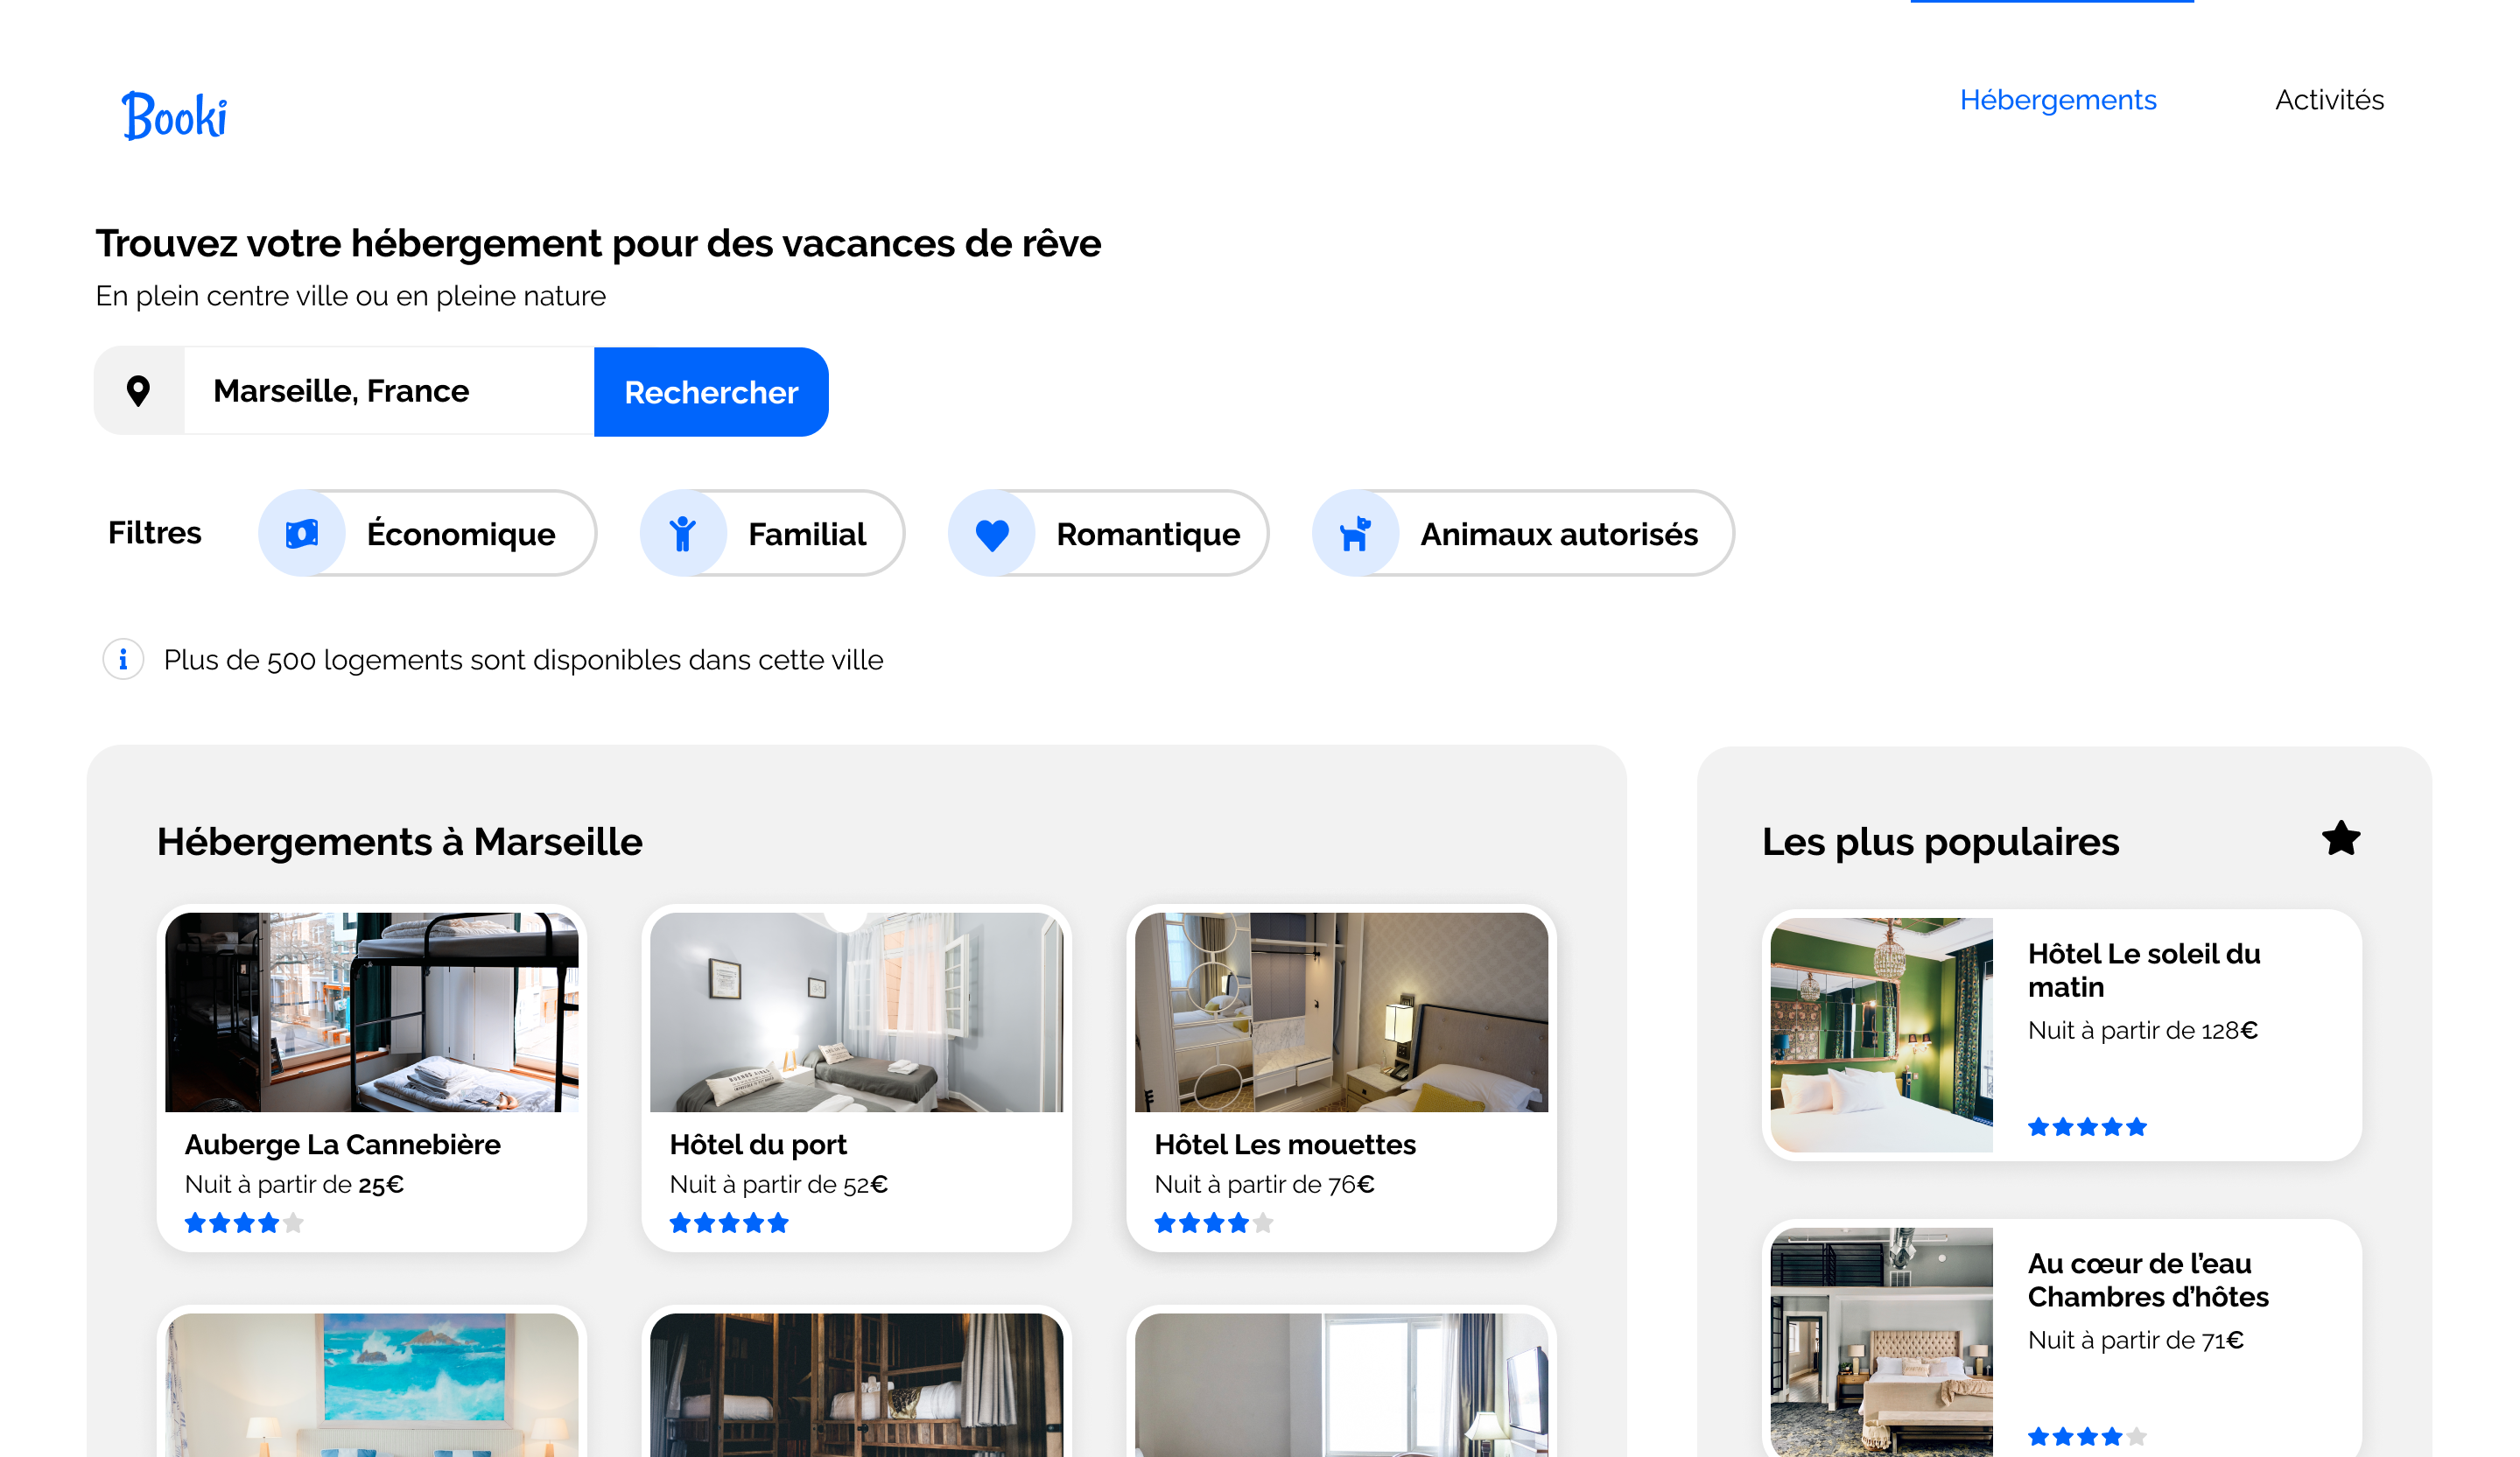 Booki
Hébergements
Activités
Trouvez votre hébergement pour des vacances de rêve
En plein centre ville ou en pleine nature
Marseille, France
Rechercher
Filtres
Économique
Familial
Romantique
Animaux autorisés
Plus de 500 logements sont disponibles dans cette ville
Hébergements à Marseille
Auberge La Cannebière
Nuit à partir de 25€
Hôtel du port
Nuit à partir de 52€
Hôtel Les mouettes
Nuit à partir de 76€
Les plus populaires
Hôtel Le soleil du
matin
Nuit à partir de 128€
Au cœur de l’eau
Chambres d’hôtes
Nuit à partir de 71€